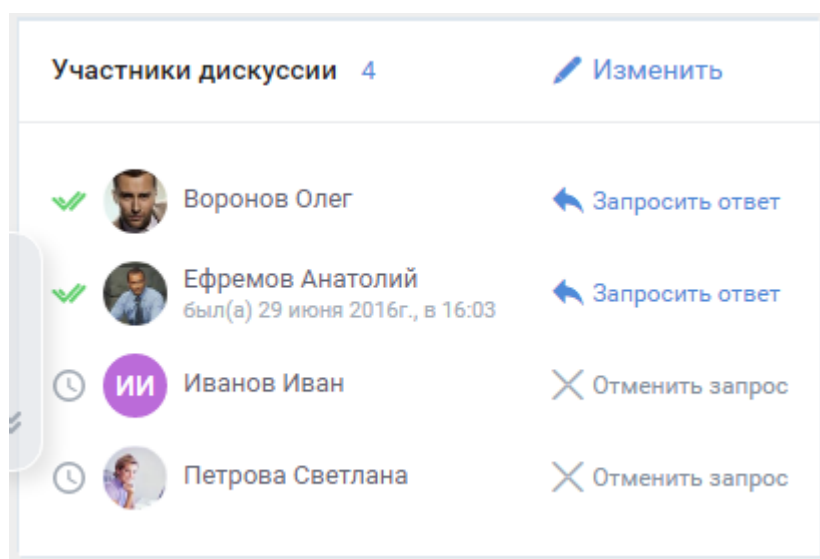 Участники дискуссии 4 Изменить
Воронов Олег Запросить ответ
Ефремов Анатолий Запросить ответ
был(а) 29 июня 2016г., в 16:03
ИИ Иванов Иван Отменить запрос
Петрова Светлана Отменить запрос